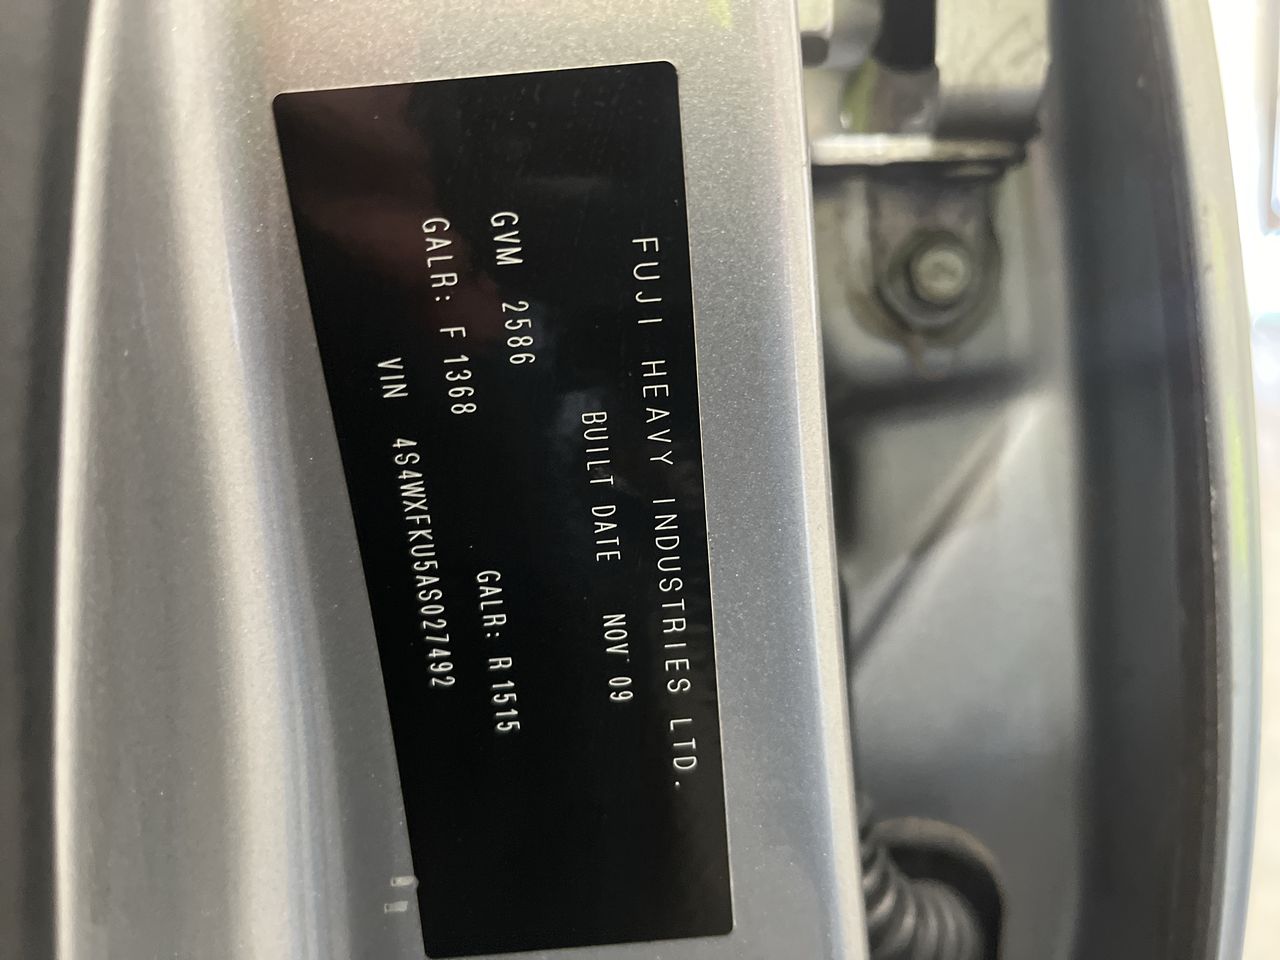 FUJI HEAVY INDUSTRIES LTD.
BUILT DATE NOV 09
GVM 2586
GALR: F 1368 GALR: R 1515
VIN 4S4WXFKU5AS027492